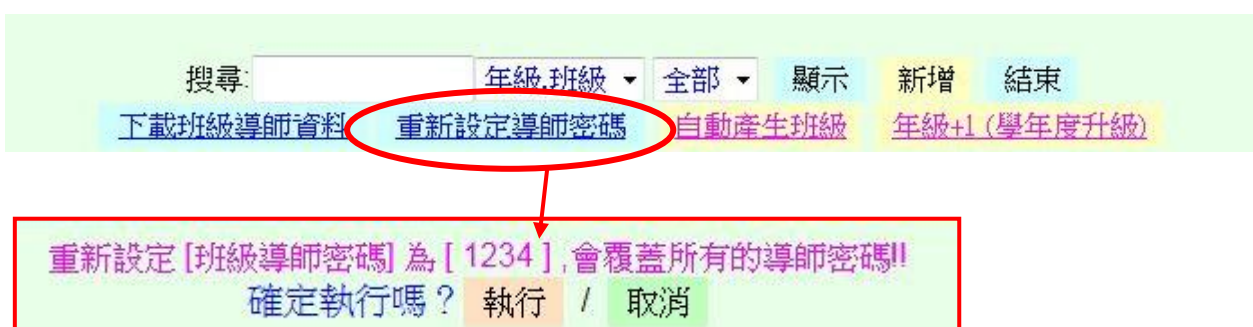 搜尋: 年級.班級 全部 顯示 新增 結束
下載班級導師資料 重新設定導師密碼 自動產生班級 年級+1 (學年度升級)
重新設定 [班級導師密碼] 為 [ 1234 ] ,會覆蓋所有的導師密碼!!
確定執行嗎？ 執行 / 取消